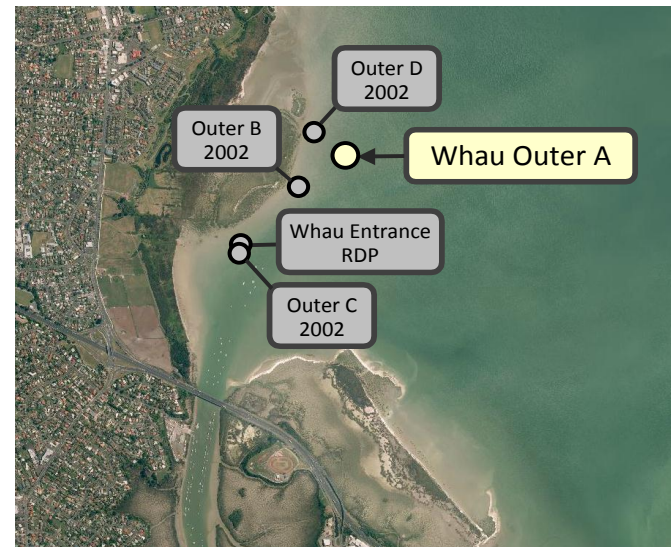 Outer D
2002
Outer B
2002
Whau Outer A
Whau Entrance
RDP
Outer C
2002